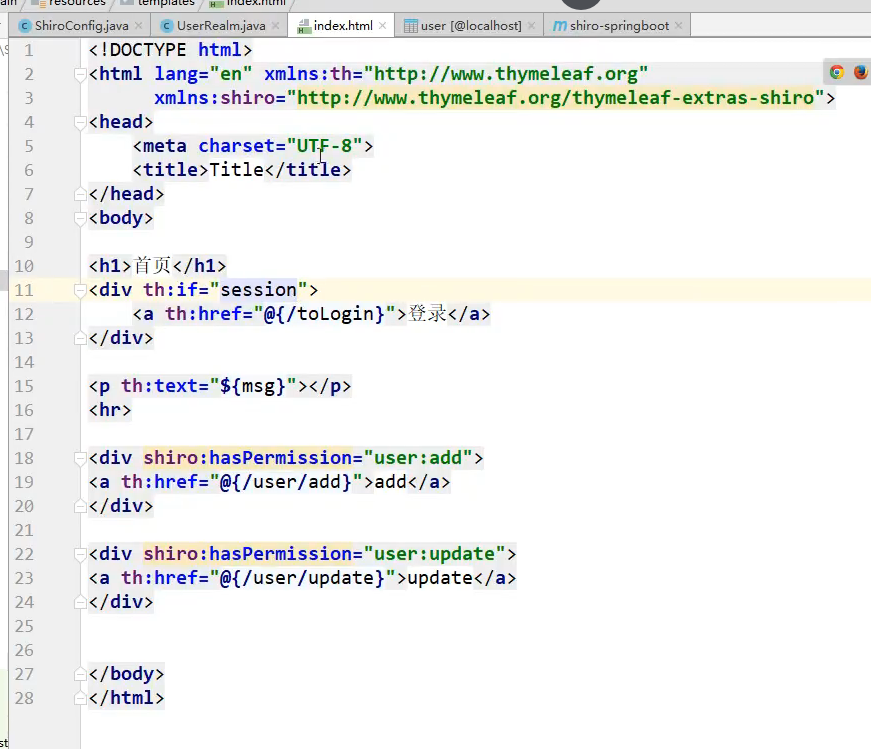 resources templates index.html
ShiroConfig.java × UserRealm.java × index.html × user [@localhost] × shiro-springboot ×
1 <!DOCTYPE html>
2 <html lang="en" xmlns:th="http://www.thymeleaf.org"
3 xmlns:shiro="http://www.thymeleaf.org/thymeleaf-extras-shiro">
4 <head>
5 <meta charset="UTF-8">
6 <title>Title</title>
7 </head>
8 <body>
9
10 <h1>首页</h1>
11 <div th:if="session">
12 <a th:href="@{/toLogin}">登录</a>
13 </div>
14
15 <p th:text="${msg}"></p>
16 <hr>
17
18 <div shiro:hasPermission="user:add">
19 <a th:href="@{/user/add}">add</a>
20 </div>
21
22 <div shiro:hasPermission="user:update">
23 <a th:href="@{/user/update}">update</a>
24 </div>
25
26
27 </body>
28 </html>